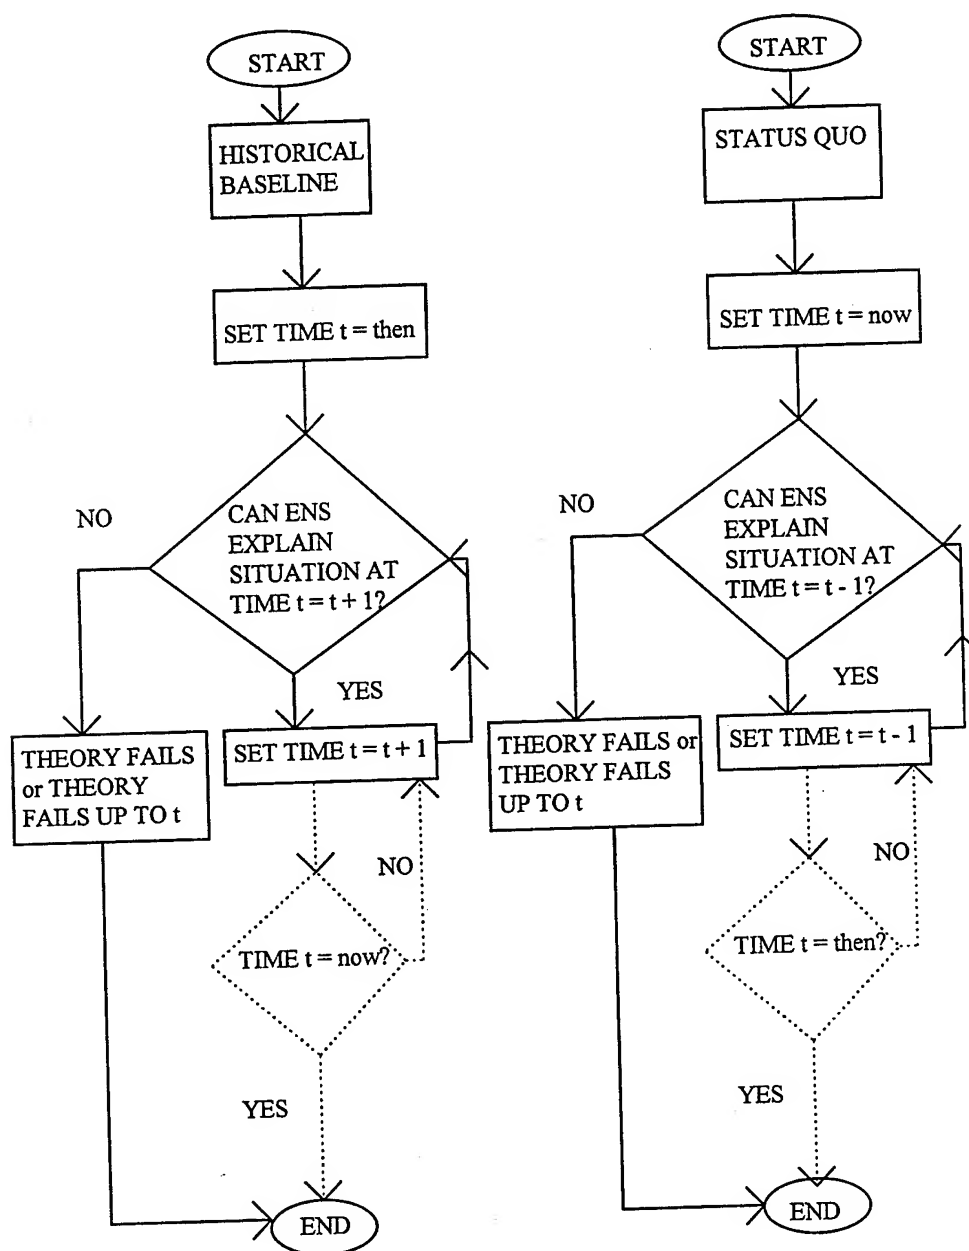 START
HISTORICAL
BASELINE
SET TIME t = then
CAN ENS
EXPLAIN
SITUATION AT
TIME t = t + 1?
NO
YES
THEORY FAILS
or THEORY
FAILS UP TO t
SET TIME t = t + 1
NO
TIME t = now?
YES
END
START
STATUS QUO
SET TIME t = now
CAN ENS
EXPLAIN
SITUATION AT
TIME t = t - 1?
NO
YES
THEORY FAILS or
THEORY FAILS
UP TO t
SET TIME t = t - 1
NO
TIME t = then?
YES
END